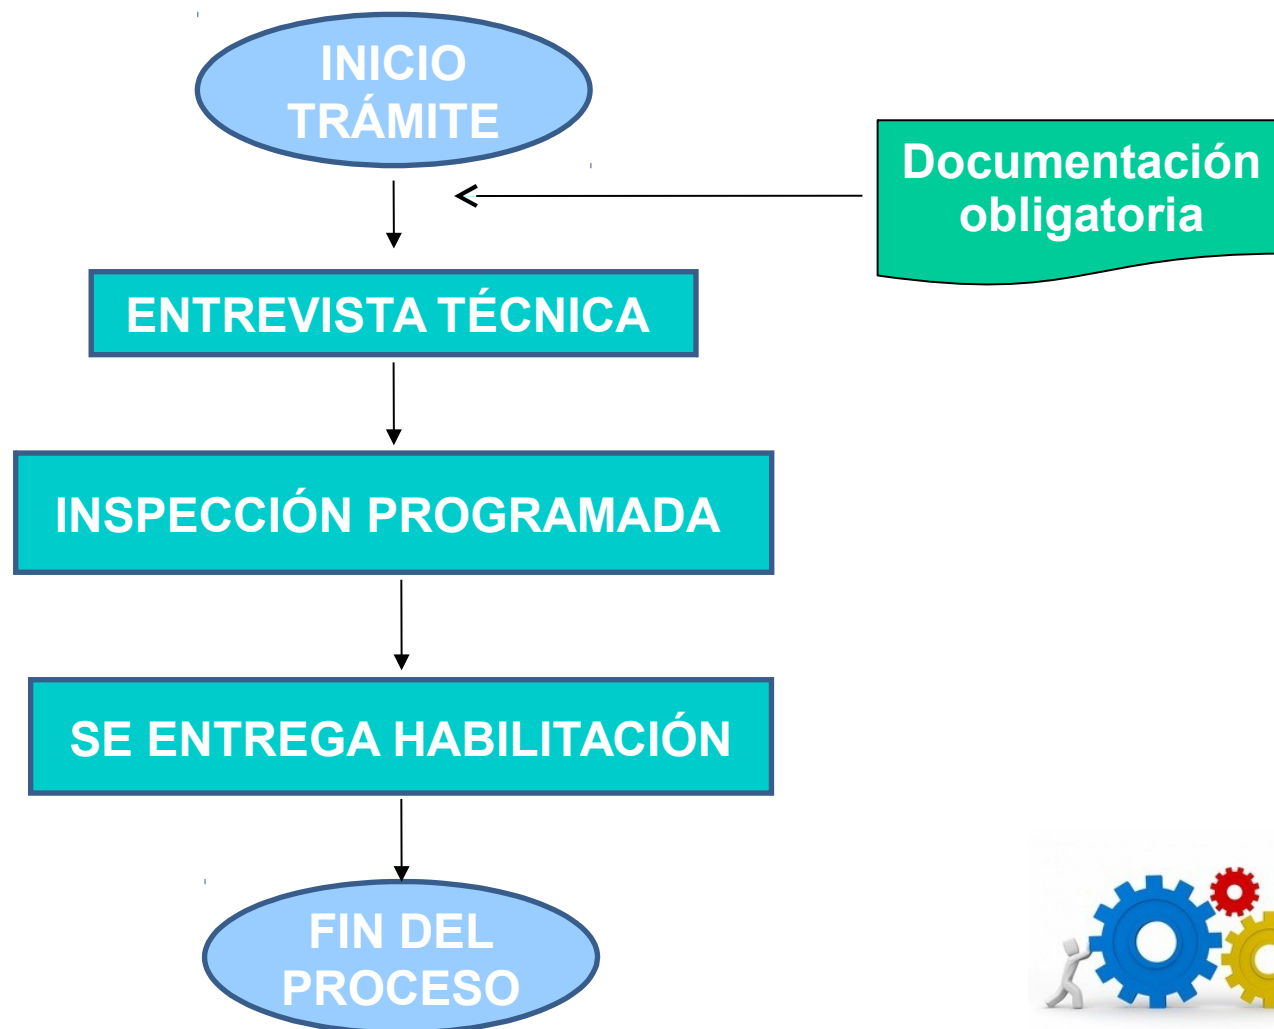 INICIO
TRÁMITE
Documentación
obligatoria
ENTREVISTA TÉCNICA
INSPECCIÓN PROGRAMADA
SE ENTREGA HABILITACIÓN
FIN DEL
PROCESO